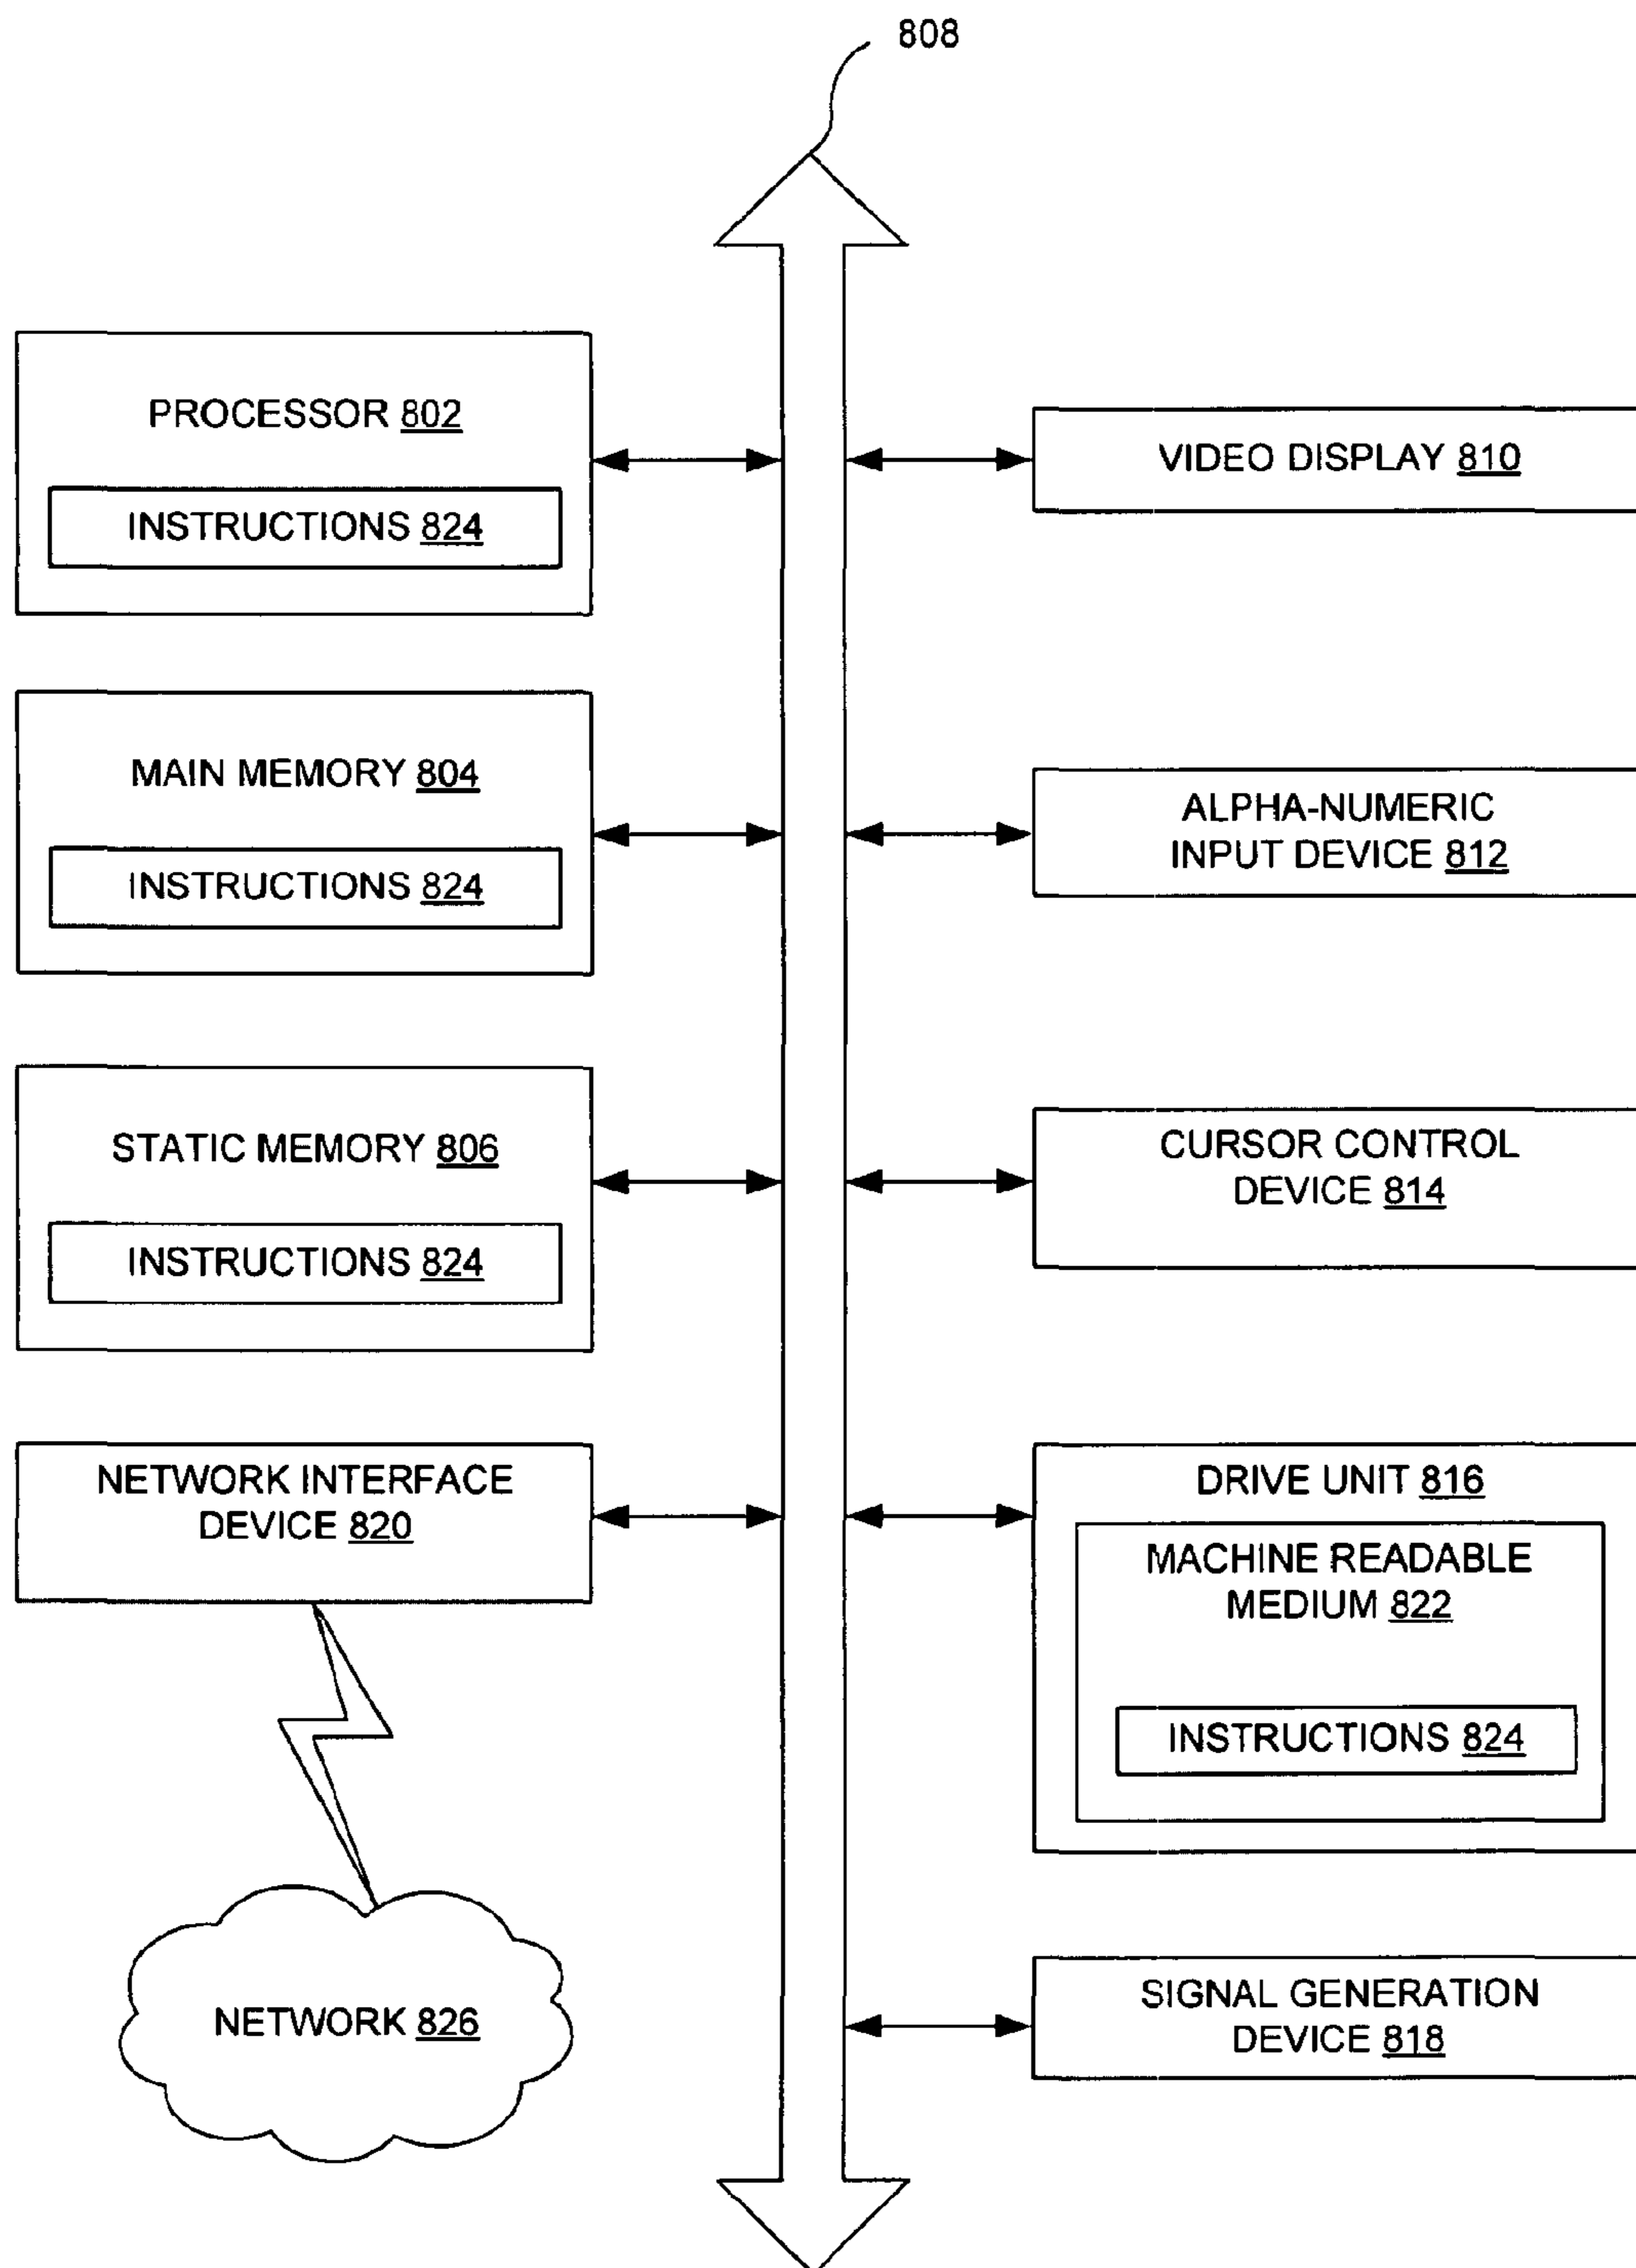 808
PROCESSOR 802
INSTRUCTIONS 824
MAIN MEMORY 804
INSTRUCTIONS 824
STATIC MEMORY 806
INSTRUCTIONS 824
NETWORK INTERFACE
DEVICE 820
NETWORK 826
VIDEO DISPLAY 810
ALPHA-NUMERIC
INPUT DEVICE 812
CURSOR CONTROL
DEVICE 814
DRIVE UNIT 816
MACHINE READABLE
MEDIUM 822
INSTRUCTIONS 824
SIGNAL GENERATION
DEVICE 818